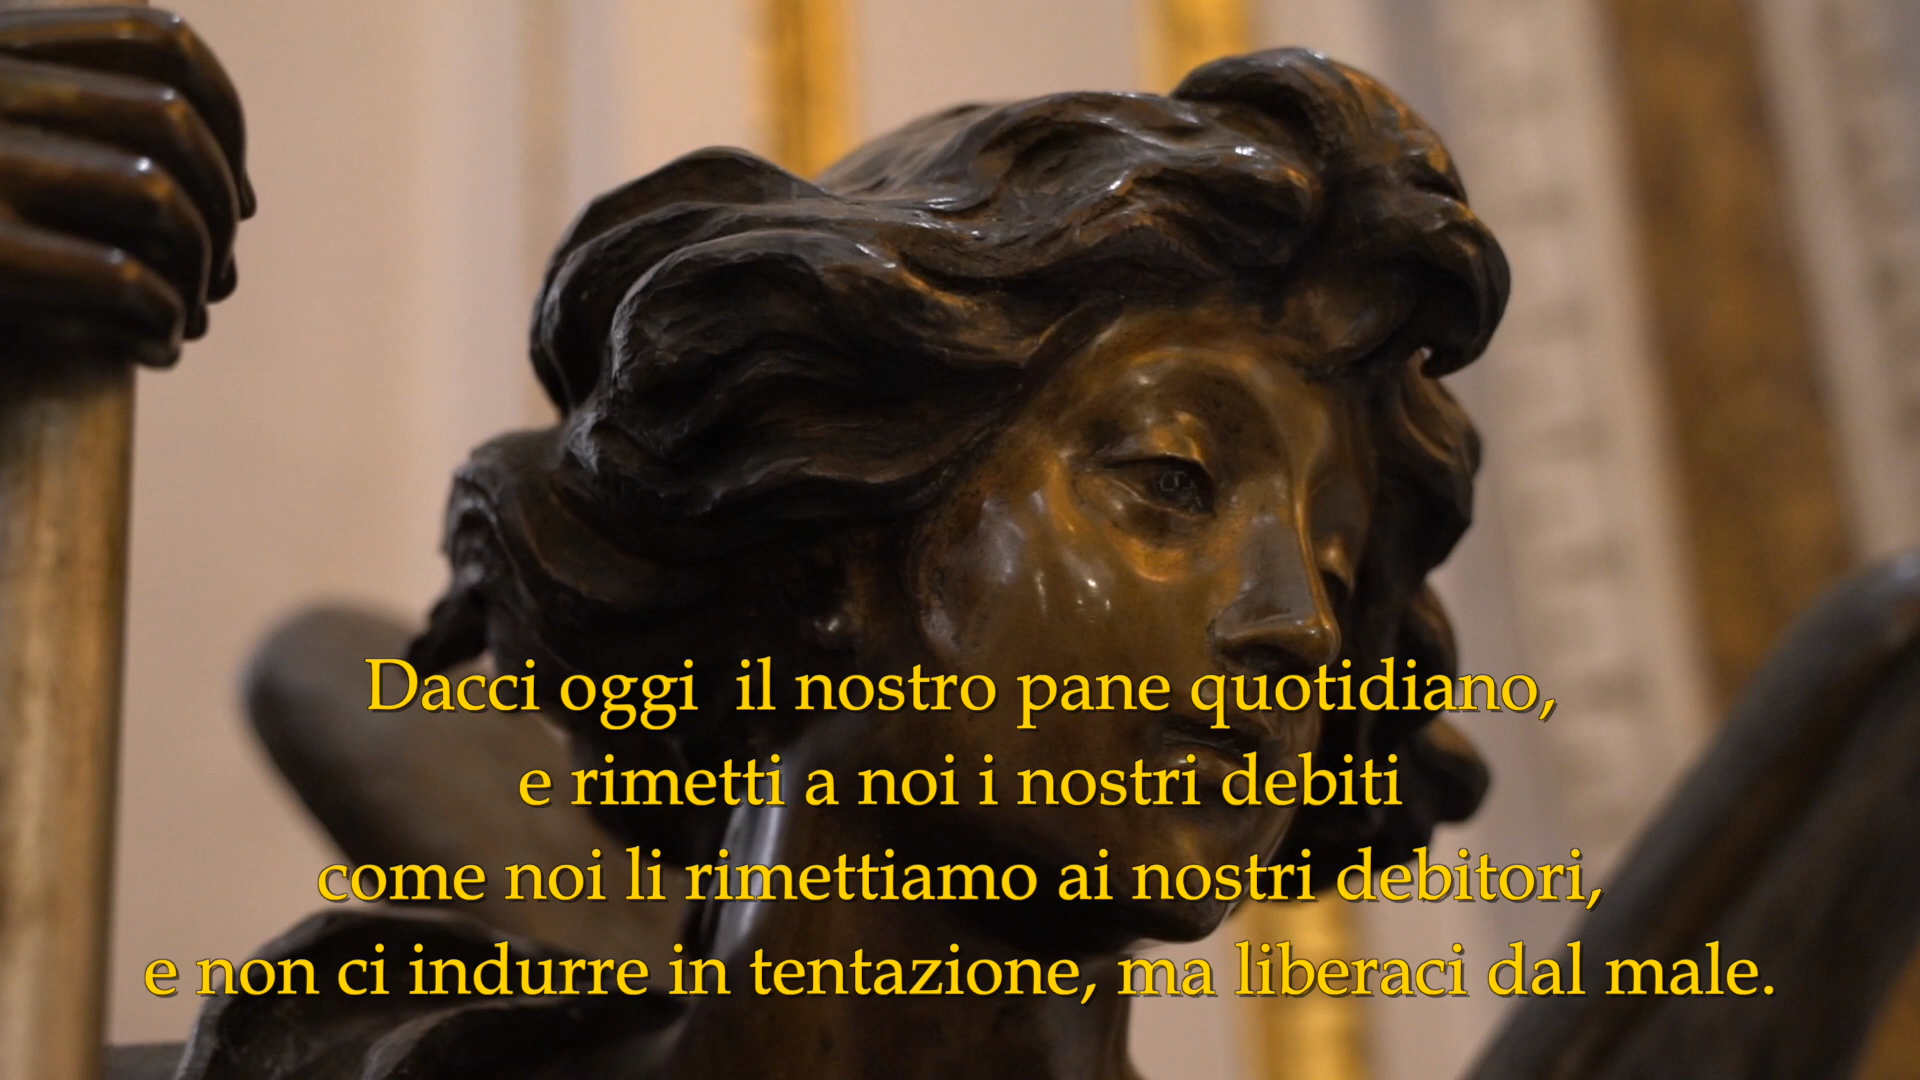 Dacci oggi  il nostro pane quotidiano,
e rimetti a noi i nostri debiti
come noi li rimettiamo ai nostri debitori,
e non ci indurre in tentazione, ma liberaci dal male.